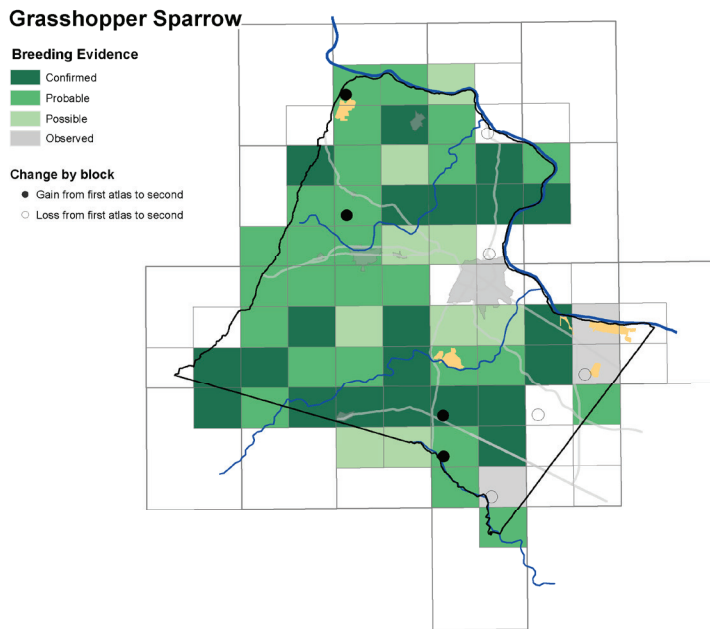 Grasshopper Sparrow
Breeding Evidence
Confirmed
Probable
Possible
Observed
Change by block
Gain from first atlas to second
Loss from first atlas to second